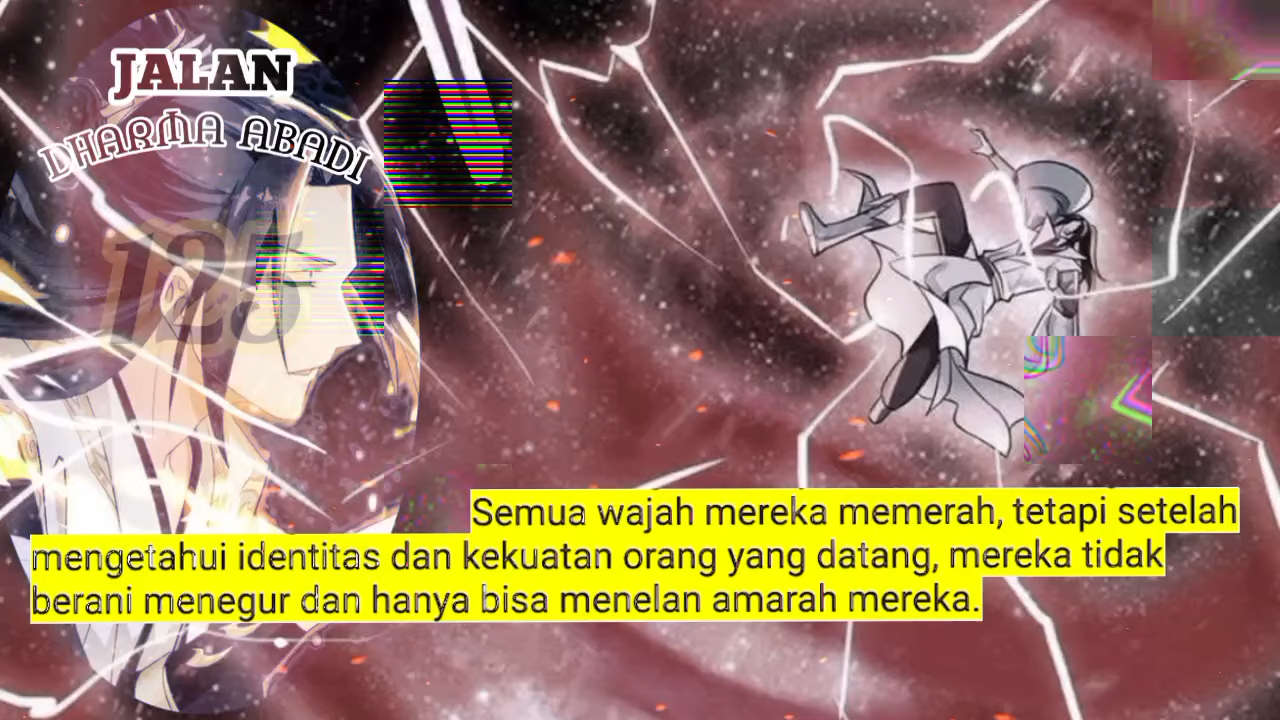 JALAN
DHARMA ABADI
125
Semua wajah mereka memerah, tetapi setelah
mengetahui identitas dan kekuatan orang yang datang, mereka tidak
berani menegur dan hanya bisa menelan amarah mereka.